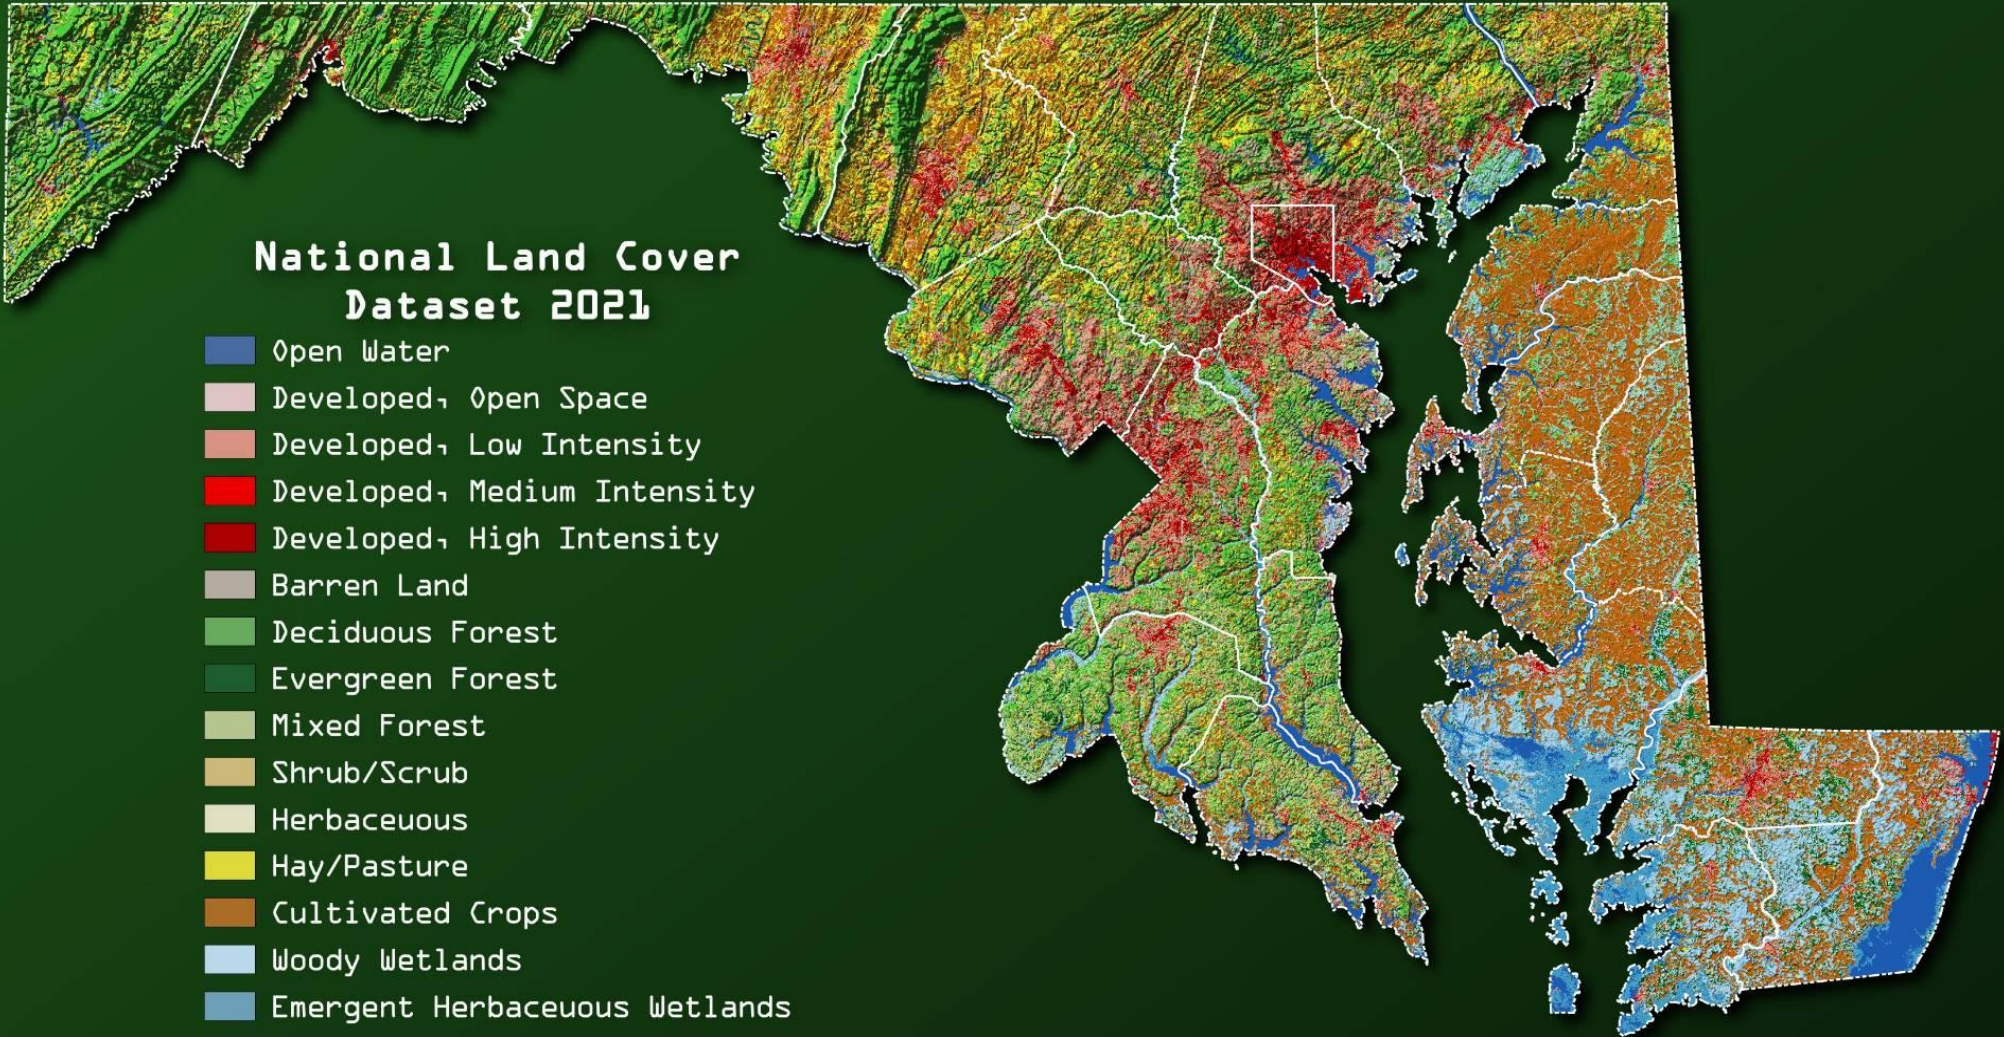 National Land Cover
Dataset 2021
Open Water
Developed, Open Space
Developed, Low Intensity
Developed, Medium Intensity
Developed, High Intensity
Barren Land
Deciduous Forest
Evergreen Forest
Mixed Forest
Shrub/Scrub
Herbaceuous
Hay/Pasture
Cultivated Crops
Woody Wetlands
Emergent Herbaceuous Wetlands